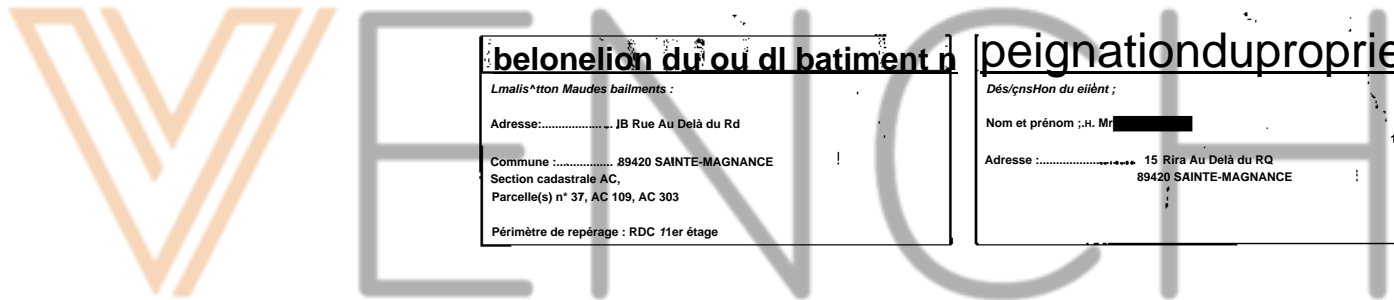 VENCH
belonelion du ou dl batiment n
Lmalis^tton Maudes bailments :
Adresse:..................... JB Rue Au Delà du Rd
Commune :................. 89420 SAINTE-MAGNANCE
Section cadastrale AC,
Parcelle(s) n* 37, AC 109, AC 303
Périmètre de repérage : RDC 11er étage
peignationduproprie
Dés/çnsHon du eiiènt ;
Nom et prénom ;.H. Mr
Adresse :........................ 15 Rira Au Delà du RQ
89420 SAINTE-MAGNANCE